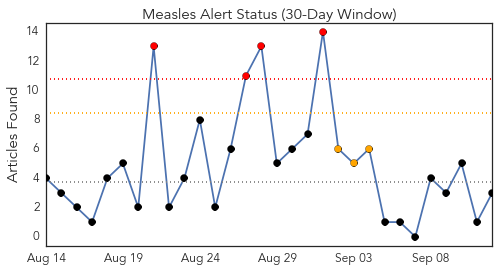 Measles Alert Status (30-Day Window)
Articles Found
14
12
10
8
6
4
2
0
Aug 14 Aug 19 Aug 24 Aug 29 Sep 03 Sep 08